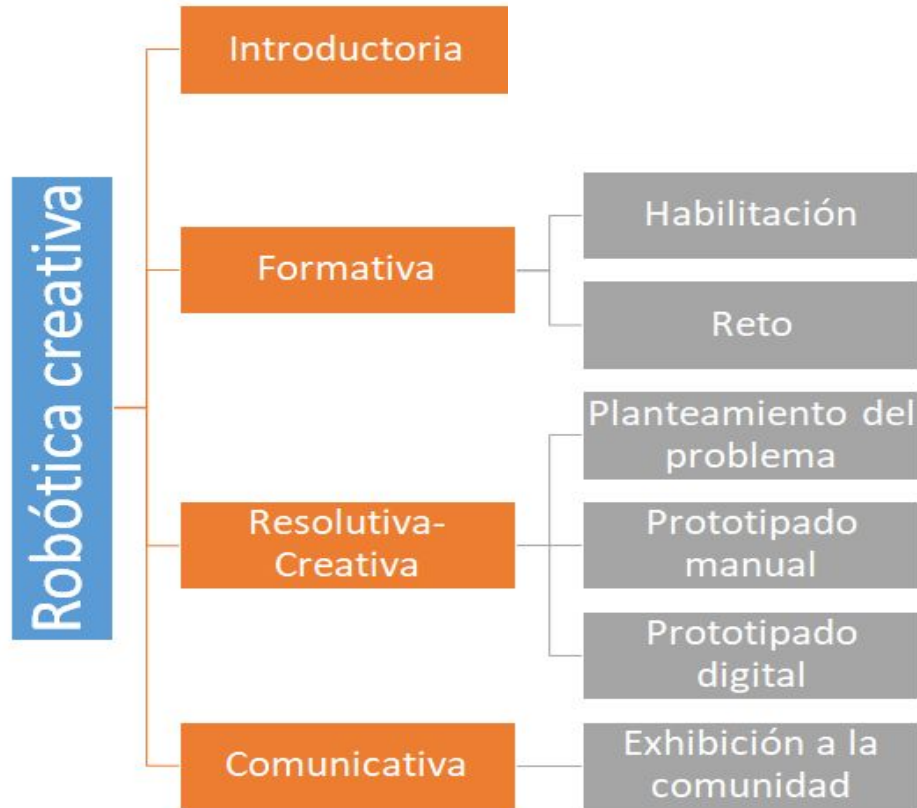 Robótica creativa
Introductoria
Formativa
Habilitación
Reto
Resolutiva-
Creativa
Planteamiento del
problema
Prototipado
manual
Prototipado
digital
Comunicativa
Exhibición a la
comunidad